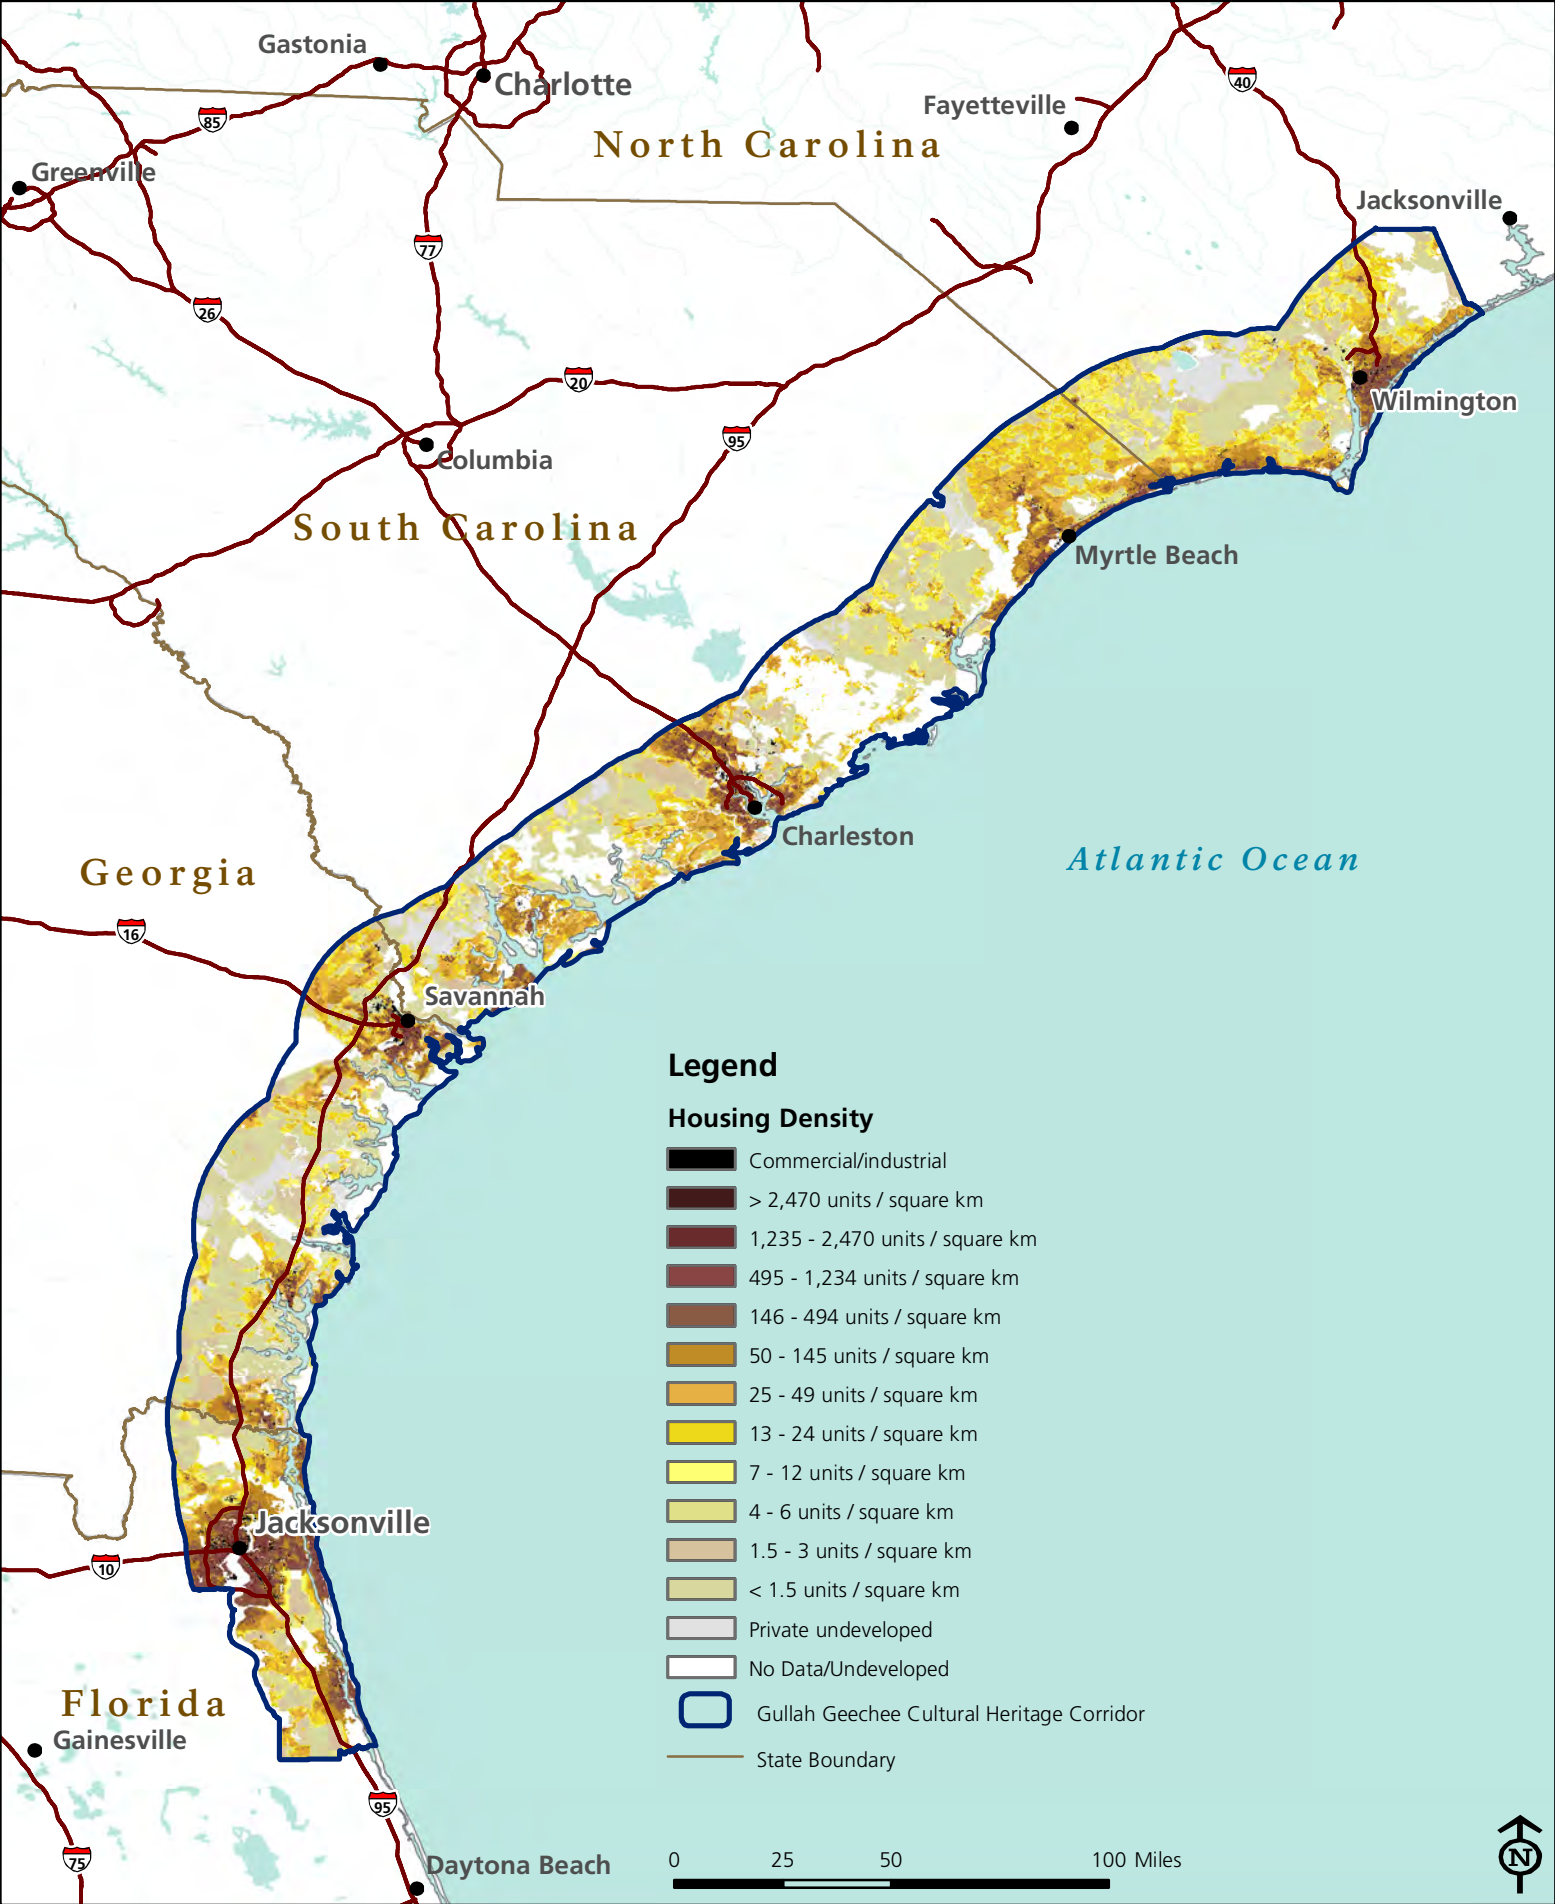 Gastonia
Charlotte
40
85
Fayetteville
North Carolina
Greenville
Jacksonville
77
26
20
Wilmington
95
Columbia
South Carolina
Myrtle Beach
Charleston
Atlantic Ocean
Georgia
16
Savannah
Legend
Housing Density
Commercial/industrial
> 2,470 units / square km
1,235 - 2,470 units / square km
495 - 1,234 units / square km
146 - 494 units / square km
50 - 145 units / square km
25 - 49 units / square km
13 - 24 units / square km
7 - 12 units / square km
4 - 6 units / square km
1.5 - 3 units / square km
< 1.5 units / square km
Private undeveloped
No Data/Undeveloped
Gullah Geechee Cultural Heritage Corridor
State Boundary
Jacksonville
10
Florida
Gainesville
95
75
Daytona Beach
0 25 50 100 Miles
N